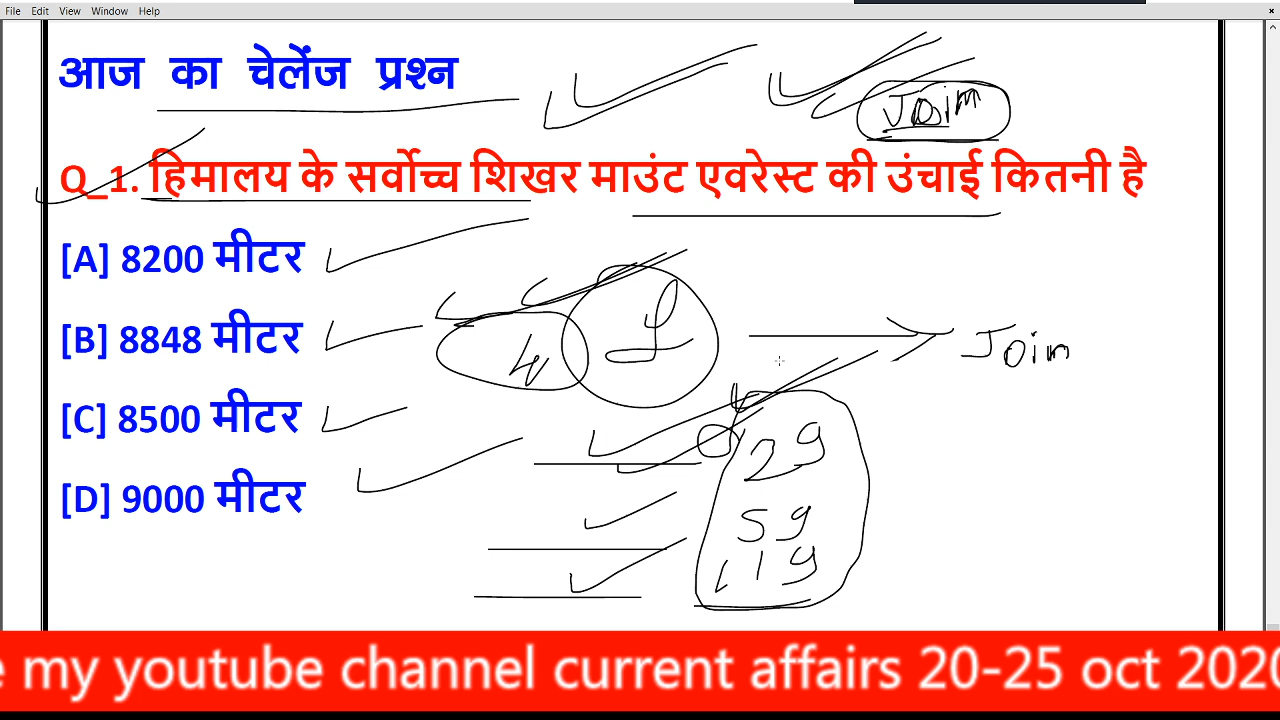 File Edit View Window Help
आज का चेलेंज प्रश्न
Join
Q_1. हिमालय के सर्वोच्च शिखर माउंट एवरेस्ट की उंचाई कितनी है
[A] 8200 मीटर
[B] 8848 मीटर
[C] 8500 मीटर
[D] 9000 मीटर
Join
29
59
119
my youtube channel current affairs 20-25 oct 2020